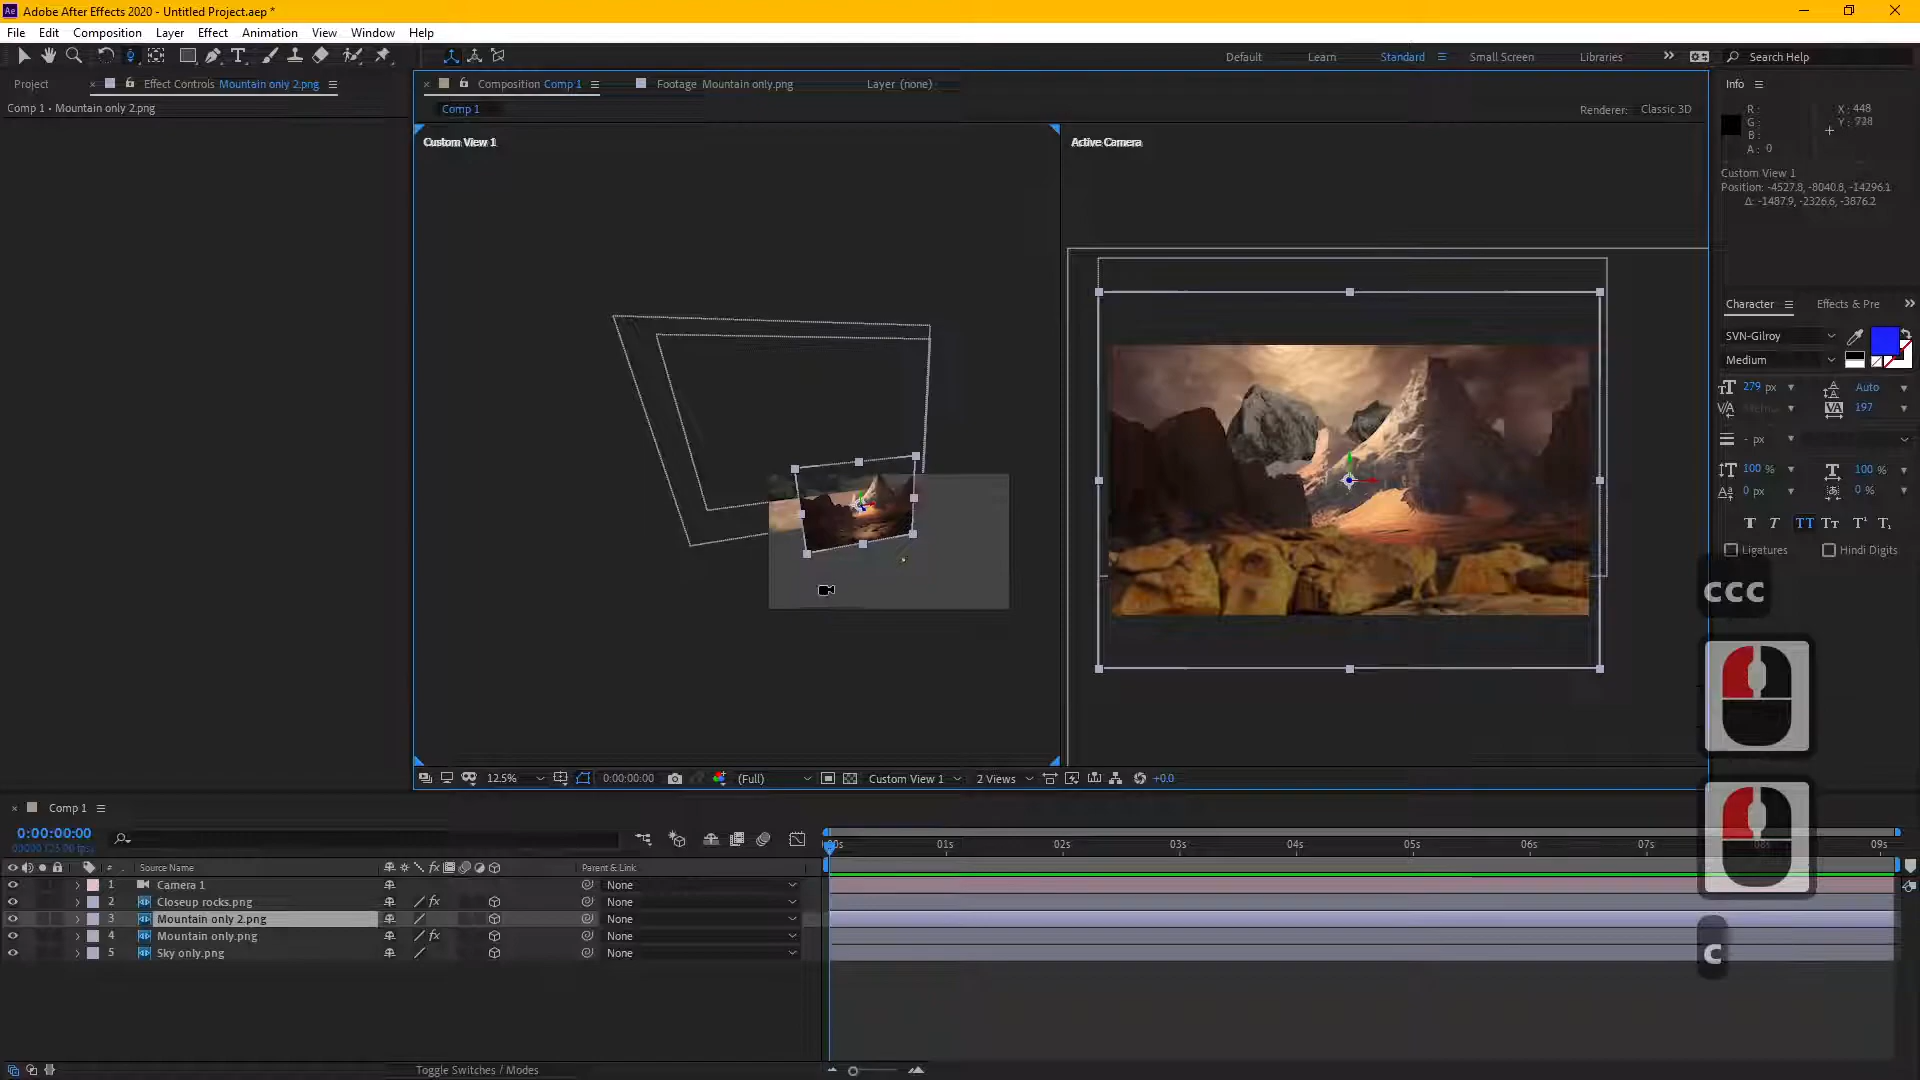 Adobe After Effects 2020 - Untitled Project.aep *
File Edit Composition Layer Effect Animation View Window Help
Default Learn Standard Small Screen Libraries Search Help
Project Effect Controls Mountain only 2.png
Composition Comp 1 Footage Mountain only.png Layer (none)
Info
Comp 1 • Mountain only 2.png
Comp 1
Renderer: Classic 3D
R :
G :
B :
A : 0
X : 448
Y : 728
Custom View 1
Active Camera
Custom View 1
Position: -4527.8, -8040.8, -14296.1
Δ: -1487.9, -2326.6, -3876.2
Character Effects & Pre
SVN-Gilroy
Medium
279 px Auto
197
- px
100 % 100 %
0 px 0 %
Ligatures Hindi Digits
ccc
c
12.5% 0:00:00:00 (Full) Custom View 1 2 Views +0.0
Comp 1
0:00:00:00
00s 01s 02s 03s 04s 05s 06s 07s 08s 09s
# Source Name Parent & Link
1 Camera 1 None
2 Closeup rocks.png None
3 Mountain only 2.png None
4 Mountain only.png None
5 Sky only.png None
Toggle Switches / Modes